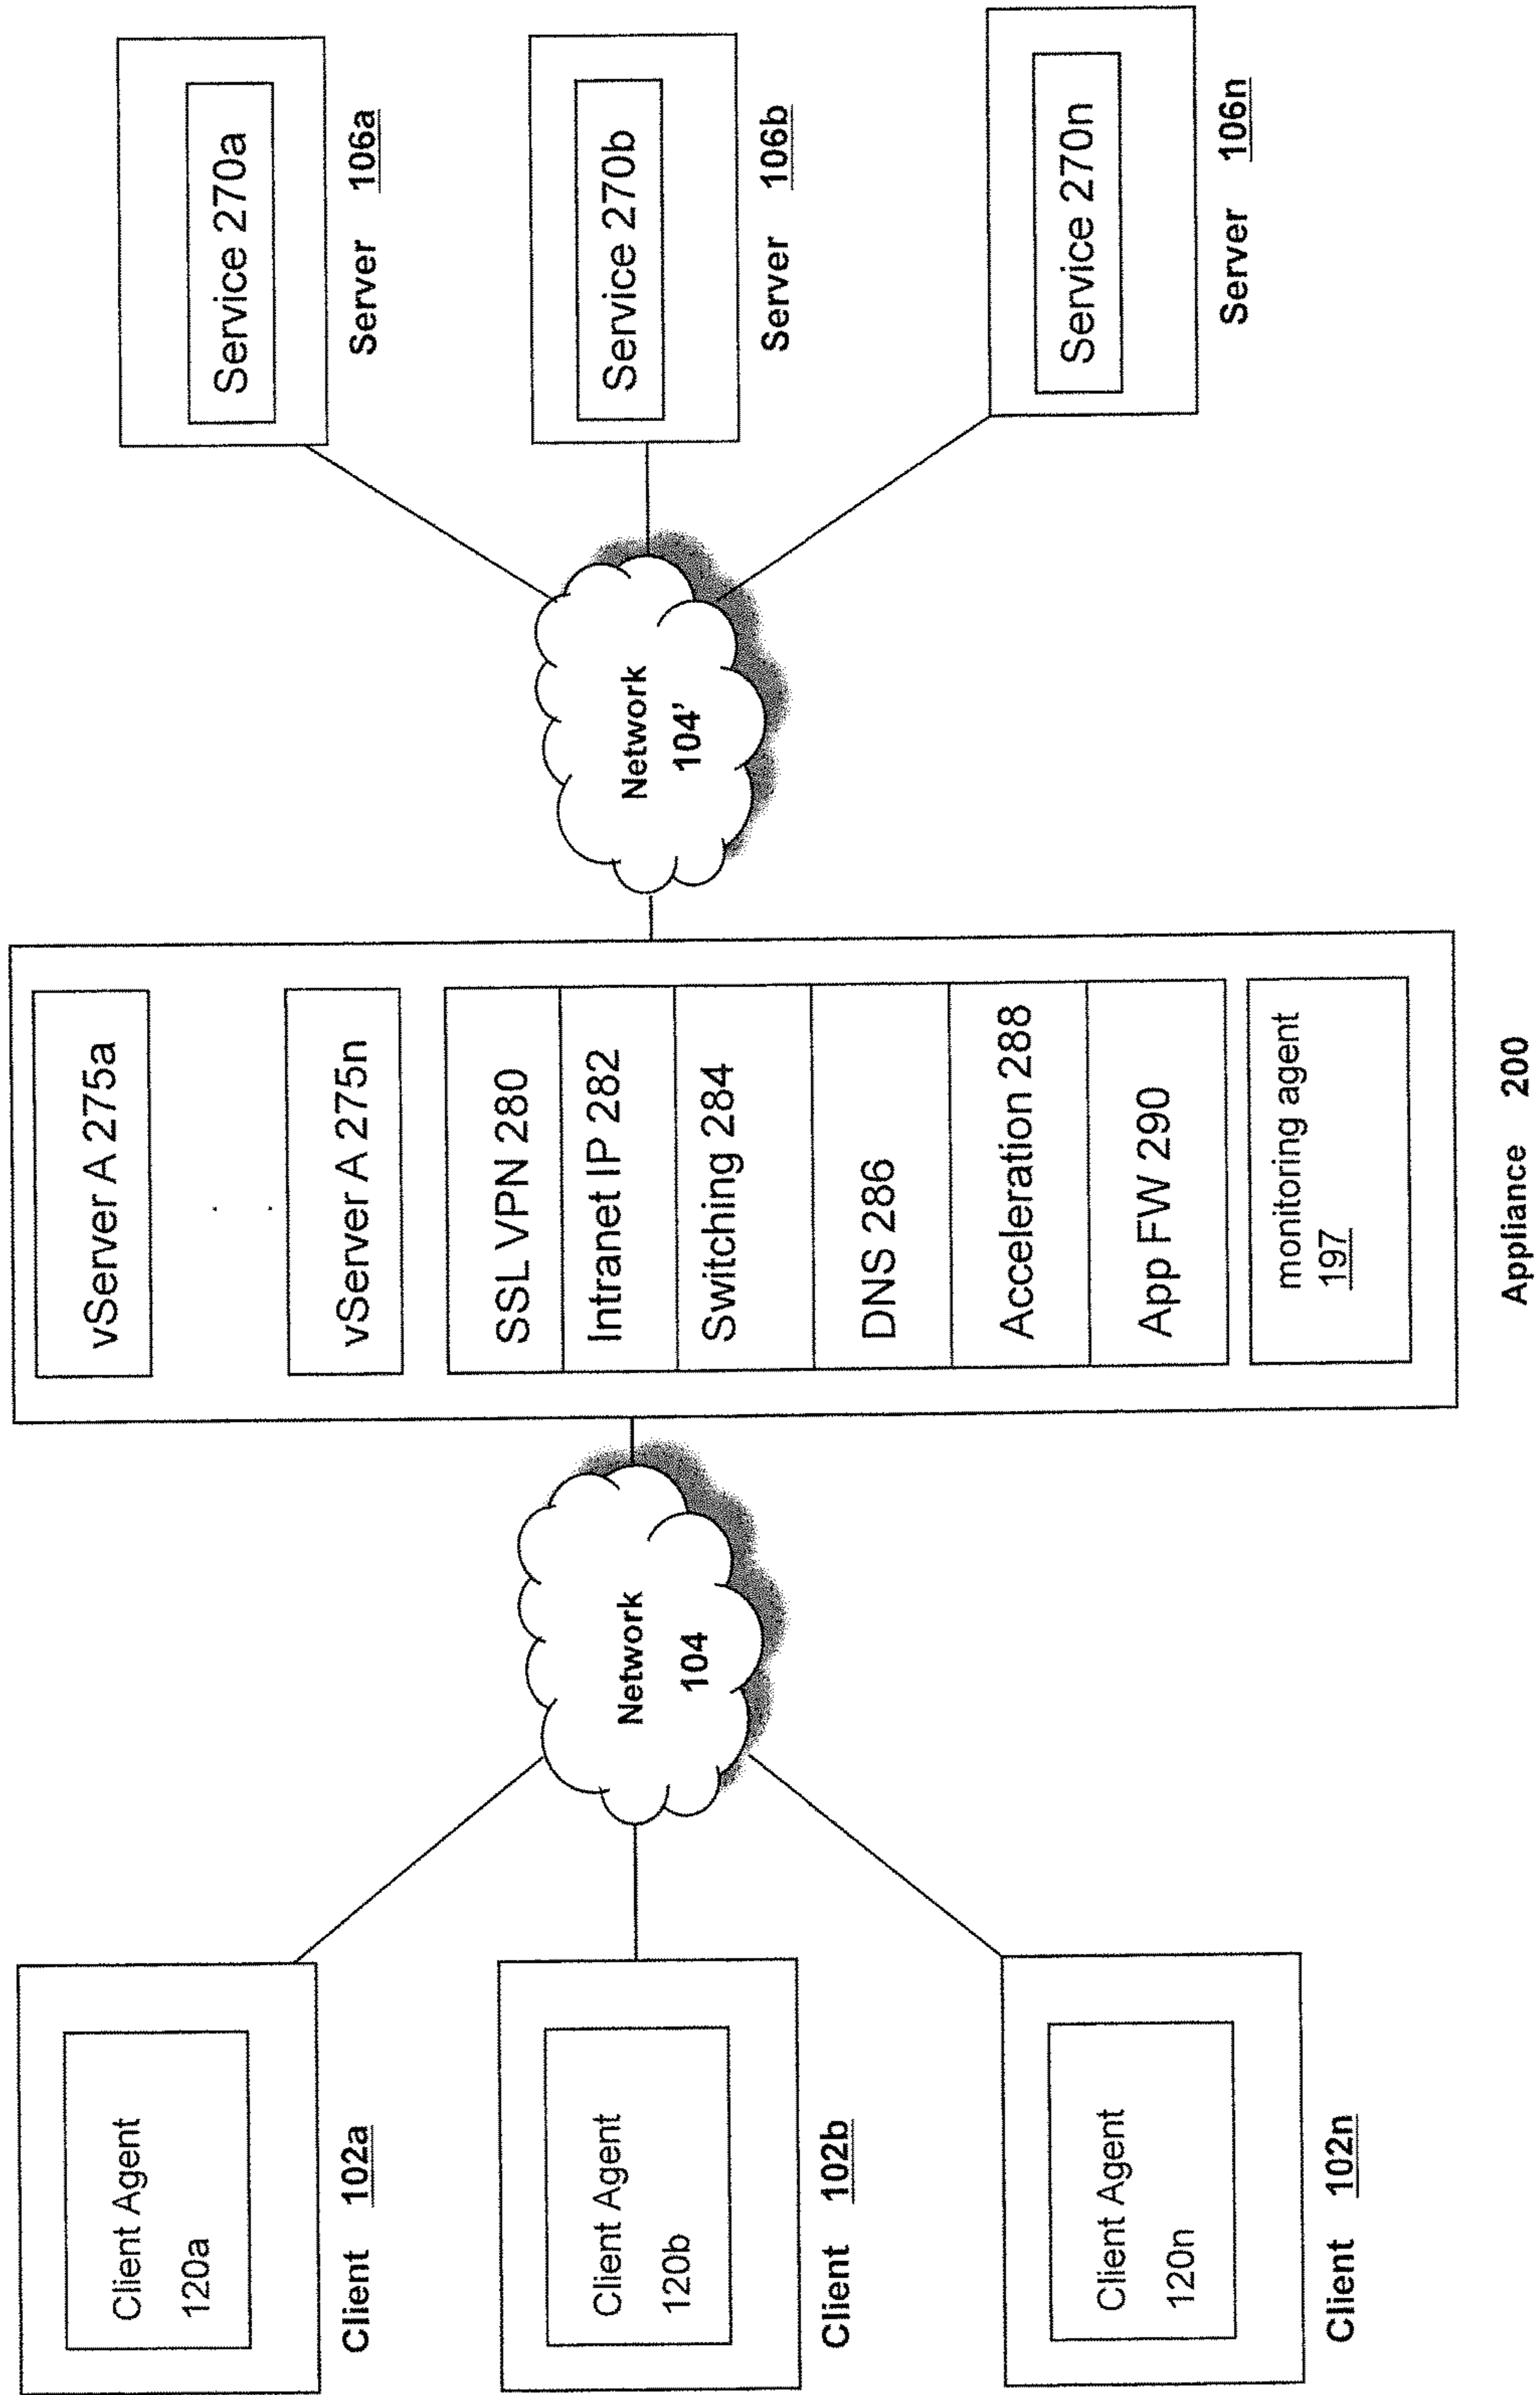 Client Agent
120a
Client 102a
Client Agent
120b
Client 102b
Client Agent
120n
Client 102n
Network
104
vServer A 275a
vServer A 275n
SSL VPN 280
Intranet IP 282
Switching 284
DNS 286
Acceleration 288
App FW 290
monitoring agent
197
Appliance 200
Network
104'
Service 270a
Server 106a
Service 270b
Server 106b
Service 270n
Server 106n